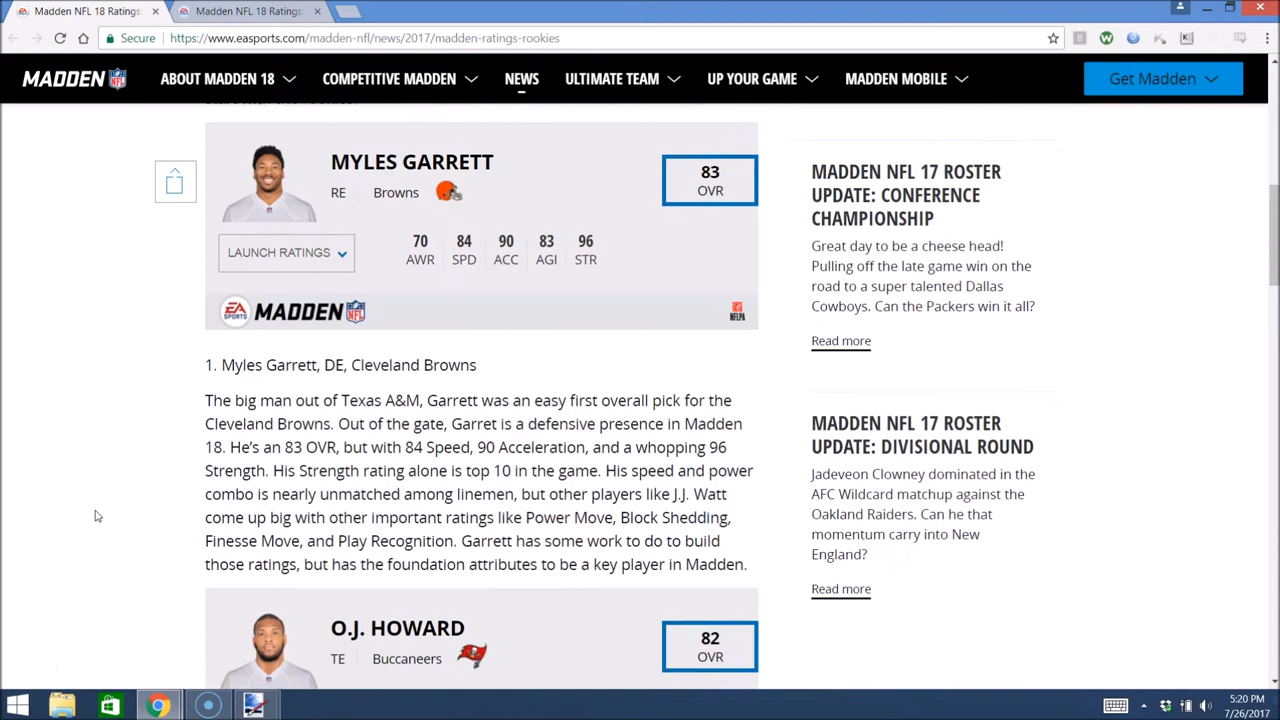 Madden NFL 18 Ratings:
Madden NFL 18 Ratings:
Secure
https://www.easports.com/madden-nfl/news/2017/madden-ratings-rookies
MADDEN NFL
ABOUT MADDEN 18
COMPETITIVE MADDEN
NEWS
ULTIMATE TEAM
UP YOUR GAME
MADDEN MOBILE
Get Madden
MYLES GARRETT
RE Browns
83
OVR
LAUNCH RATINGS
70 84 90 83 96
AWR SPD ACC AGI STR
EA SPORTS MADDEN NFL
NFLPA
1. Myles Garrett, DE, Cleveland Browns
The big man out of Texas A&M, Garrett was an easy first overall pick for the
Cleveland Browns. Out of the gate, Garret is a defensive presence in Madden
18. He's an 83 OVR, but with 84 Speed, 90 Acceleration, and a whopping 96
Strength. His Strength rating alone is top 10 in the game. His speed and power
combo is nearly unmatched among linemen, but other players like J.J. Watt
come up big with other important ratings like Power Move, Block Shedding,
Finesse Move, and Play Recognition. Garrett has some work to do to build
those ratings, but has the foundation attributes to be a key player in Madden.
O.J. HOWARD
TE Buccaneers
82
OVR
MADDEN NFL 17 ROSTER
UPDATE: CONFERENCE
CHAMPIONSHIP
Great day to be a cheese head!
Pulling off the late game win on the
road to a super talented Dallas
Cowboys. Can the Packers win it all?
Read more
MADDEN NFL 17 ROSTER
UPDATE: DIVISIONAL ROUND
Jadeveon Clowney dominated in the
AFC Wildcard matchup against the
Oakland Raiders. Can he that
momentum carry into New
England?
Read more
5:20 PM
7/26/2017